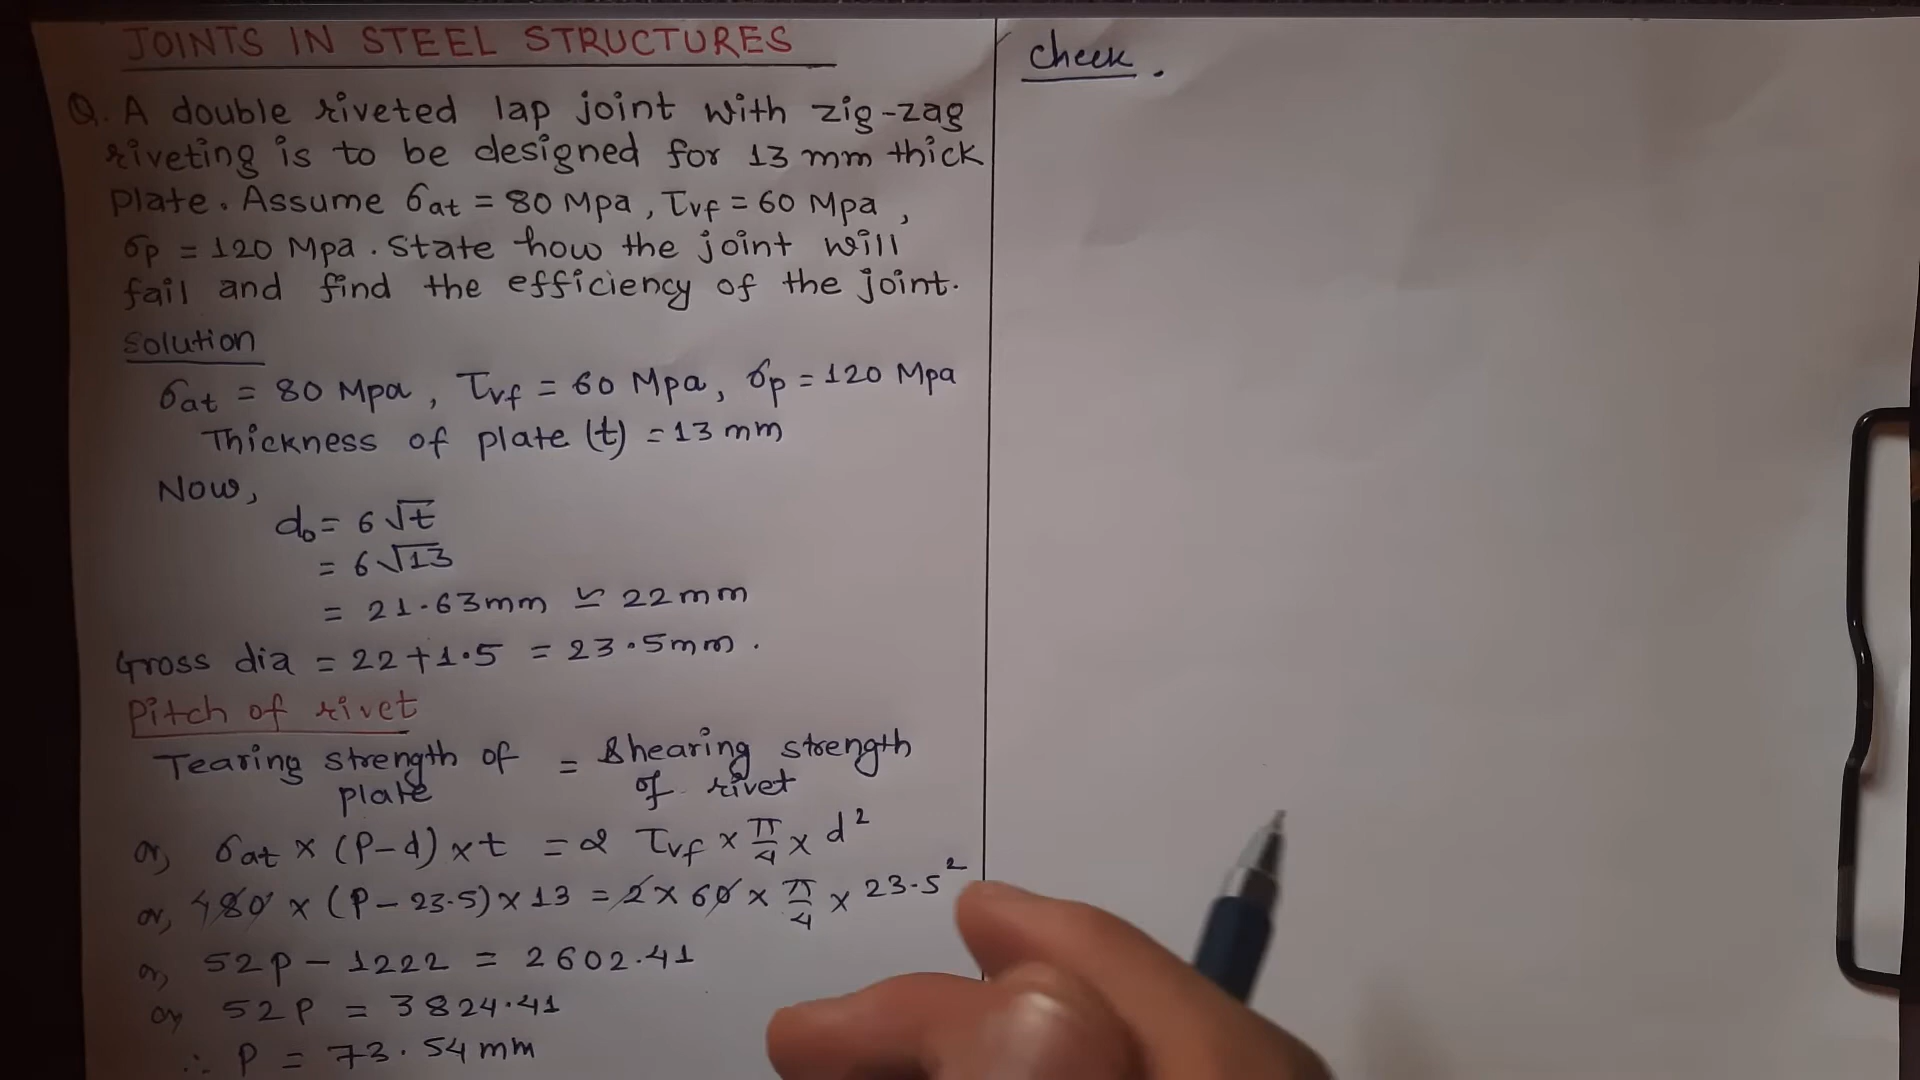 JOINTS IN STEEL STRUCTURES
Q. A double riveted lap joint with zig-zag
riveting is to be designed for 13 mm thick
plate. Assume σat = 80 Mpa, τvf = 60 Mpa,
σp = 120 Mpa. State how the joint will
fail and find the efficiency of the joint.
Solution
σat = 80 Mpa, τvf = 60 Mpa, σp = 120 Mpa
Thickness of plate (t) = 13 mm
Now,
d₀ = 6√t
= 6√13
= 21.63mm ≃ 22mm
Gross dia = 22+1.5 = 23.5mm.
Pitch of rivet
Tearing strength of plate = Shearing strength of rivet
or, σat × (P-d) × t = 2 τvf × π/4 × d²
or, 480 × (P - 23.5) × 13 = 2 × 60 × π/4 × 23.5²
or, 52p - 1222 = 2602.41
or, 52P = 3824.41
∴ P = 73.54mm
Check.